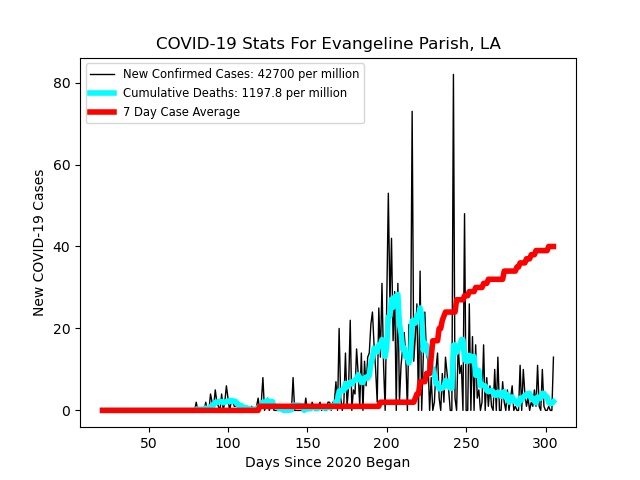 COVID-19 Stats For Evangeline Parish, LA
New Confirmed Cases: 42700 per million
Cumulative Deaths: 1197.8 per million
7 Day Case Average
New COVID-19 Cases
80
60
40
20
0
50 100 150 200 250 300
Days Since 2020 Began